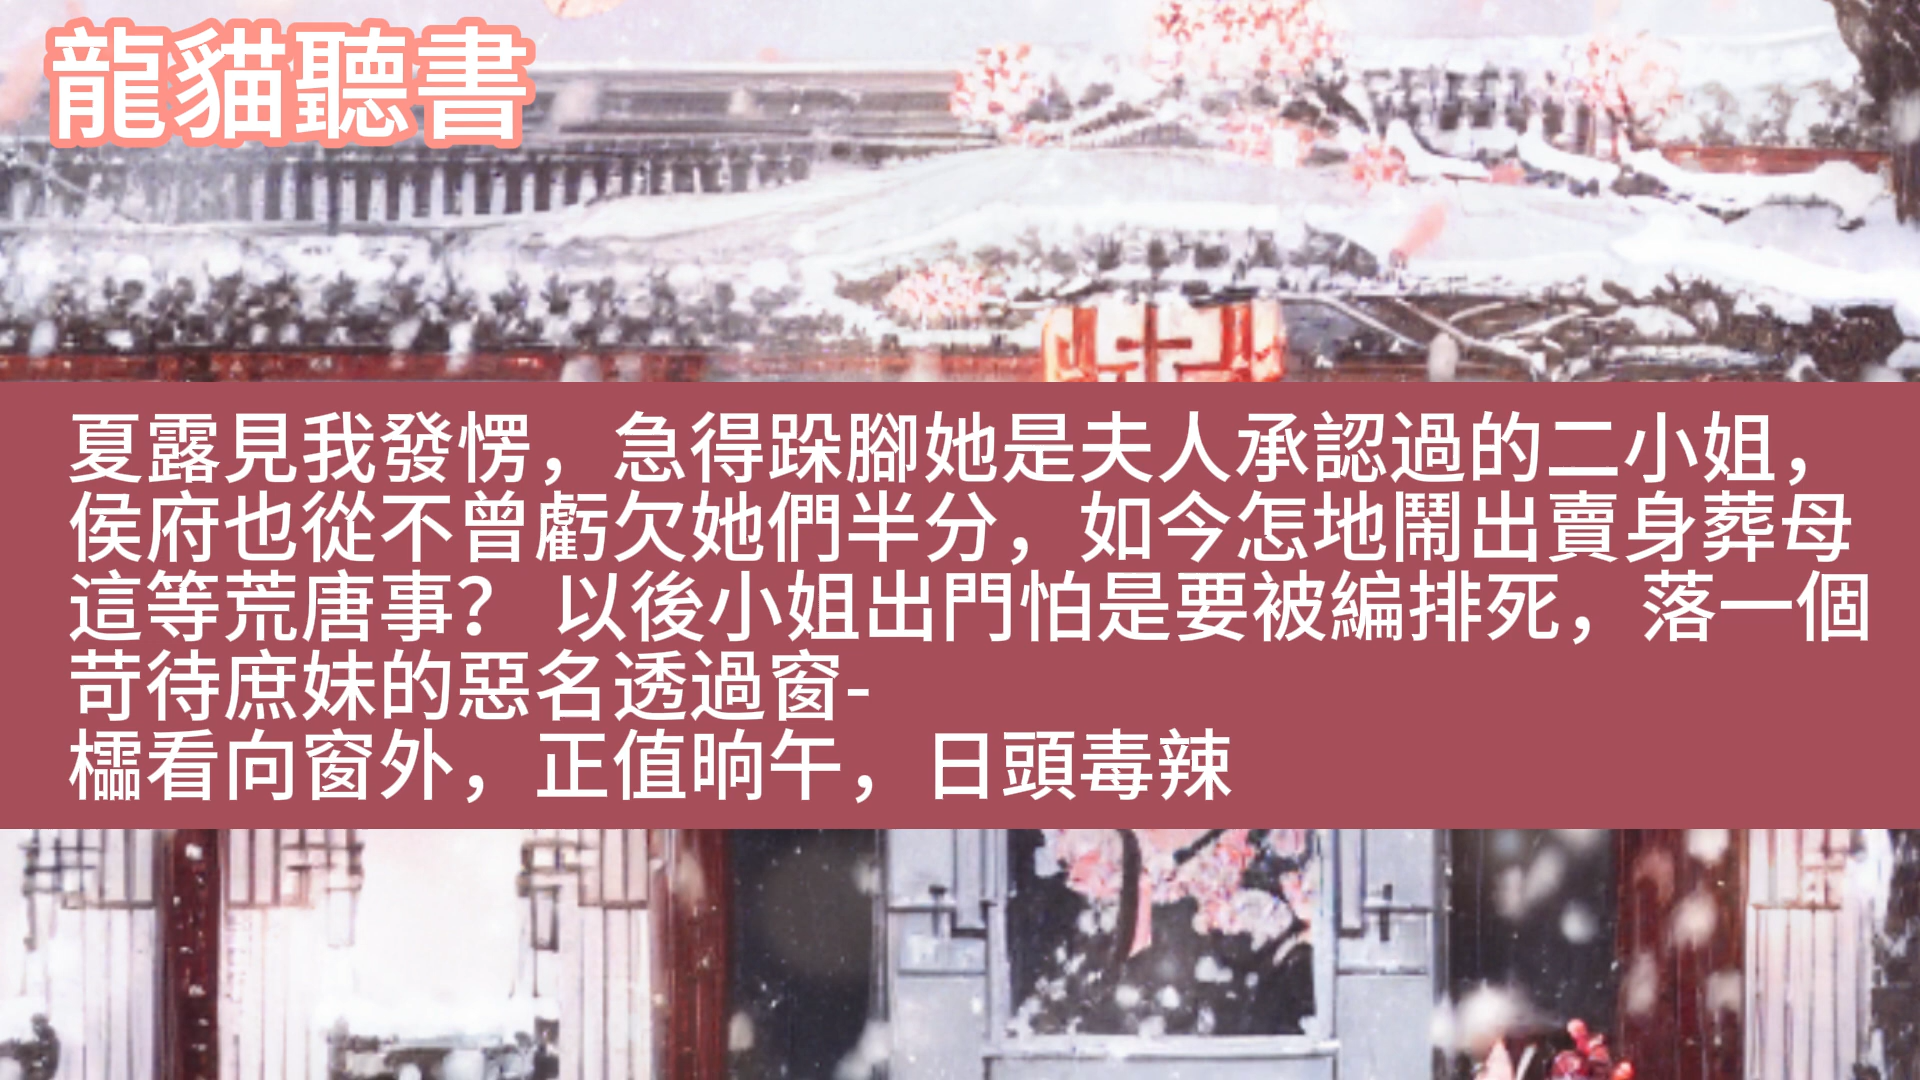 龍貓聽書
夏露見我發愣，急得跺腳她是夫人承認過的二小姐，
侯府也從不曾虧欠她們半分，如今怎地鬧出賣身葬母
這等荒唐事？ 以後小姐出門怕是要被編排死，落一個
苛待庶妹的惡名透過窗-
櫺看向窗外，正值晌午，日頭毒辣